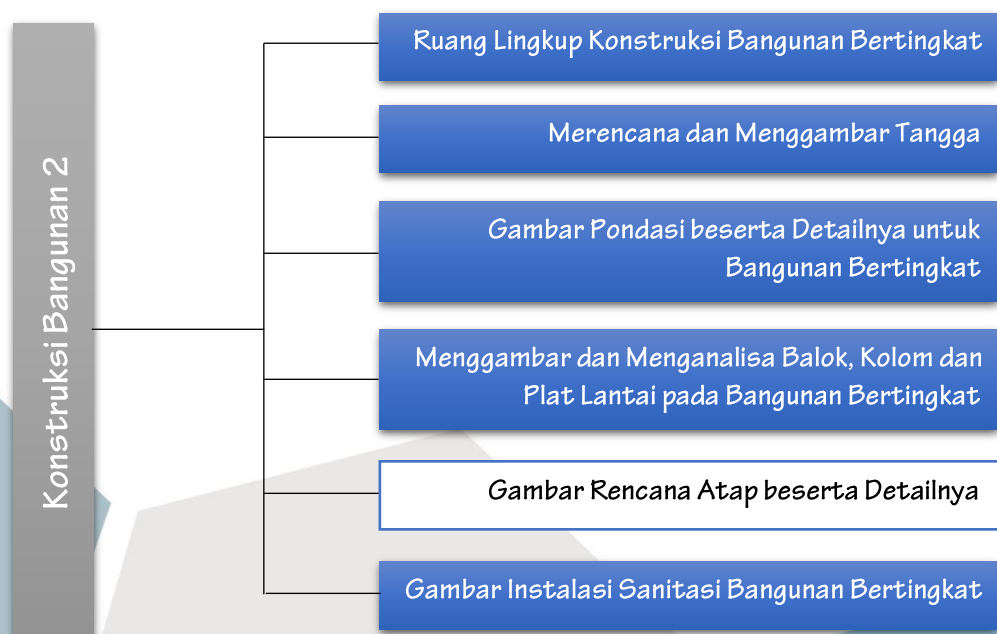 Konstruksi Bangunan 2
Ruang Lingkup Konstruksi Bangunan Bertingkat
Merencana dan Menggambar Tangga
Gambar Pondasi beserta Detailnya untuk
Bangunan Bertingkat
Menggambar dan Menganalisa Balok, Kolom dan
Plat Lantai pada Bangunan Bertingkat
Gambar Rencana Atap beserta Detailnya
Gambar Instalasi Sanitasi Bangunan Bertingkat